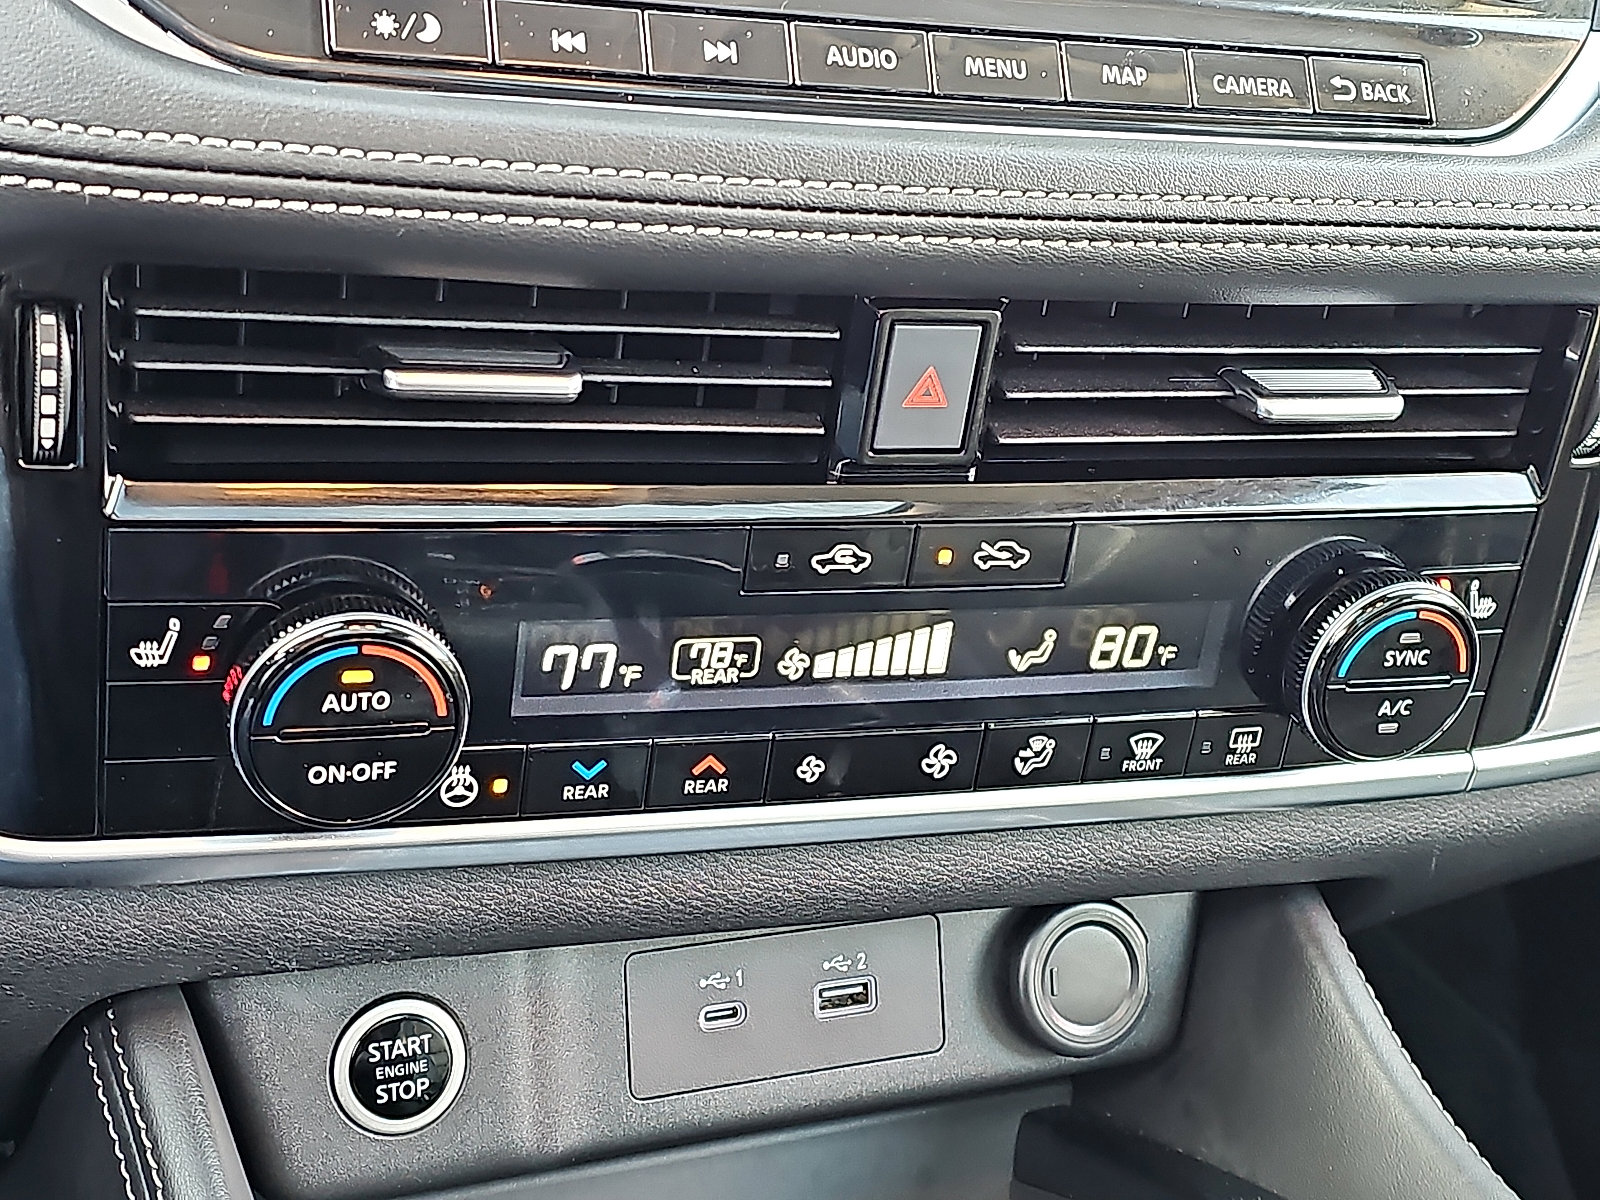 AUDIO
MENU
MAP
CAMERA
BACK
77°F
78°F
REAR
80°F
AUTO
ON·OFF
SYNC
A/C
REAR
REAR
FRONT
REAR
1
2
START
ENGINE
STOP